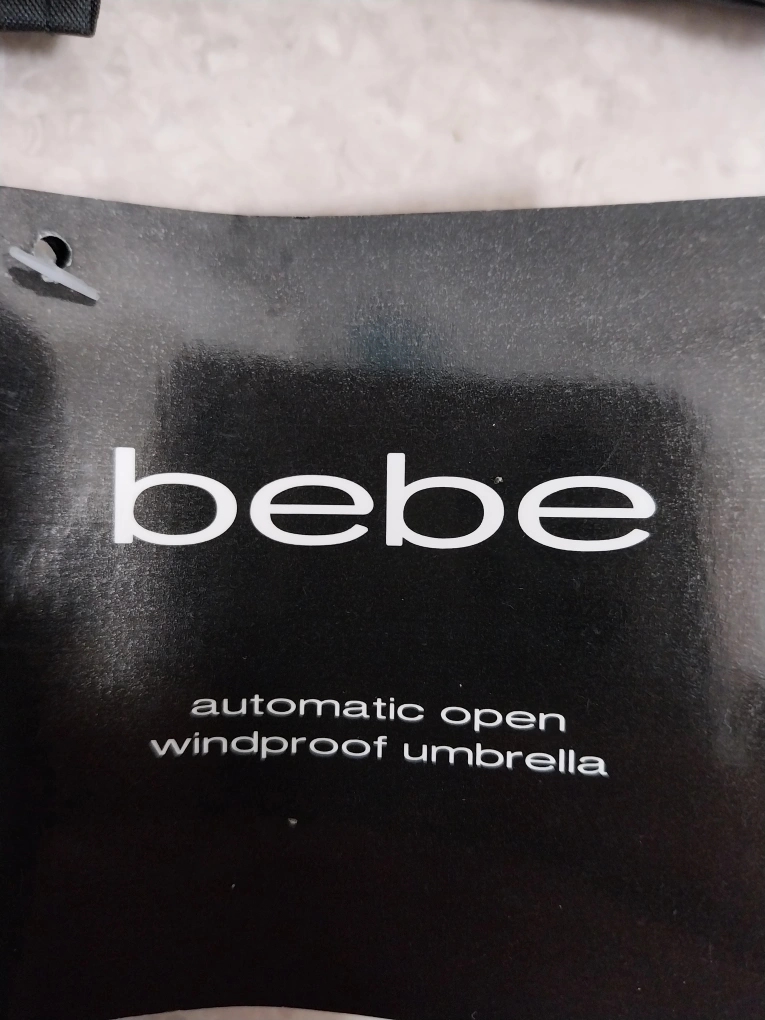 bebe
automatic open
windproof umbrella